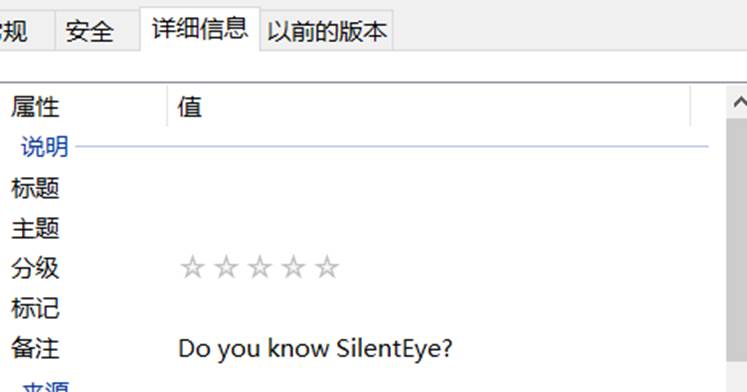 常规 安全 详细信息 以前的版本
属性 值
说明
标题
主题
分级
标记
备注 Do you know SilentEye?
来源